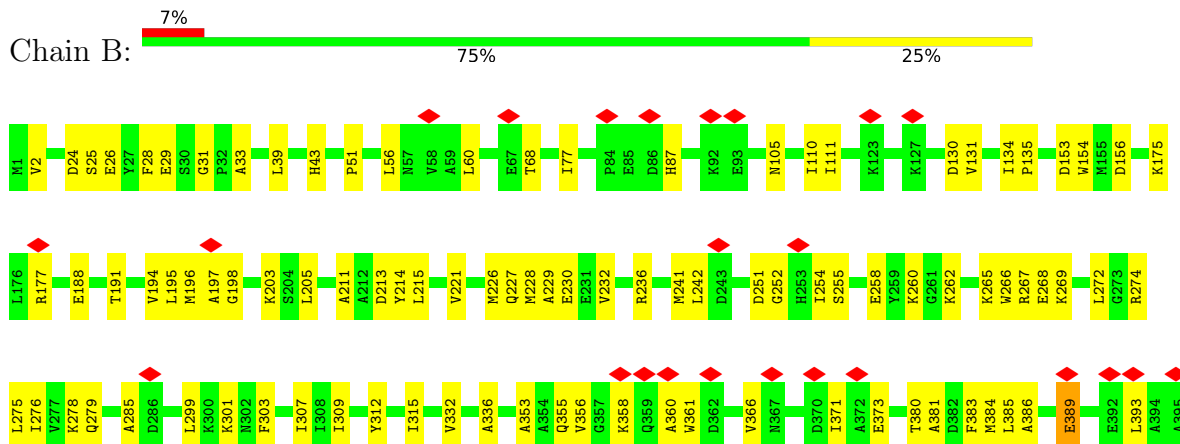 7%
Chain B:
75% 25%
M1 V2 D24 S25 E26 Y27 F28 E29 S30 G31 P32 A33 L39 H43 P51 L56 N57 V58 A59 L60 E67 T68 I77 P84 E85 D86 H87 K92 E93 N105 I110 I111 K123 K127 D130 V131 I134 P135 D153 W154 M155 D156 K175
L176 R177 E188 T191 V194 L195 M196 A197 G198 K203 S204 L205 A211 A212 D213 Y214 L215 V221 M226 Q227 M228 A229 E230 E231 V232 R236 M241 L242 D243 D251 G252 H253 I254 S255 E258 Y259 K260 G261 K262 K265 W266 R267 E268 K269 L272 G273 R274
L275 I276 V277 K278 Q279 A285 D286 L299 K300 K301 N302 F303 I307 I308 I309 Y312 I315 V332 A336 A353 A354 Q355 V356 G357 K358 Q359 A360 W361 D362 V366 N367 D370 I371 A372 E373 T380 A381 D382 F383 M384 L385 A386 E389 E392 L393 A394 A395